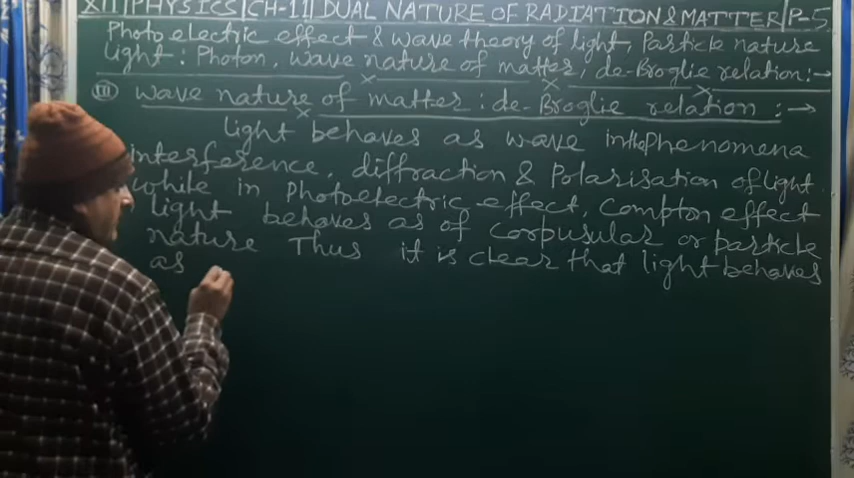 XII PHYSICS CH-11 DUAL NATURE OF RADIATION & MATTER P-5
Photoelectric effect & wave theory of light, Particle nature
light: Photon, wave nature of matter, de-Broglie relation:→
III wave nature of matter: de-Broglie relation:→
light behaves as wave in the Phenomena
interference, diffraction & Polarisation of light
while in Photoelectric effect, Compton effect
light behaves as of corpusular or particle
nature Thus it is clear that light behaves
as